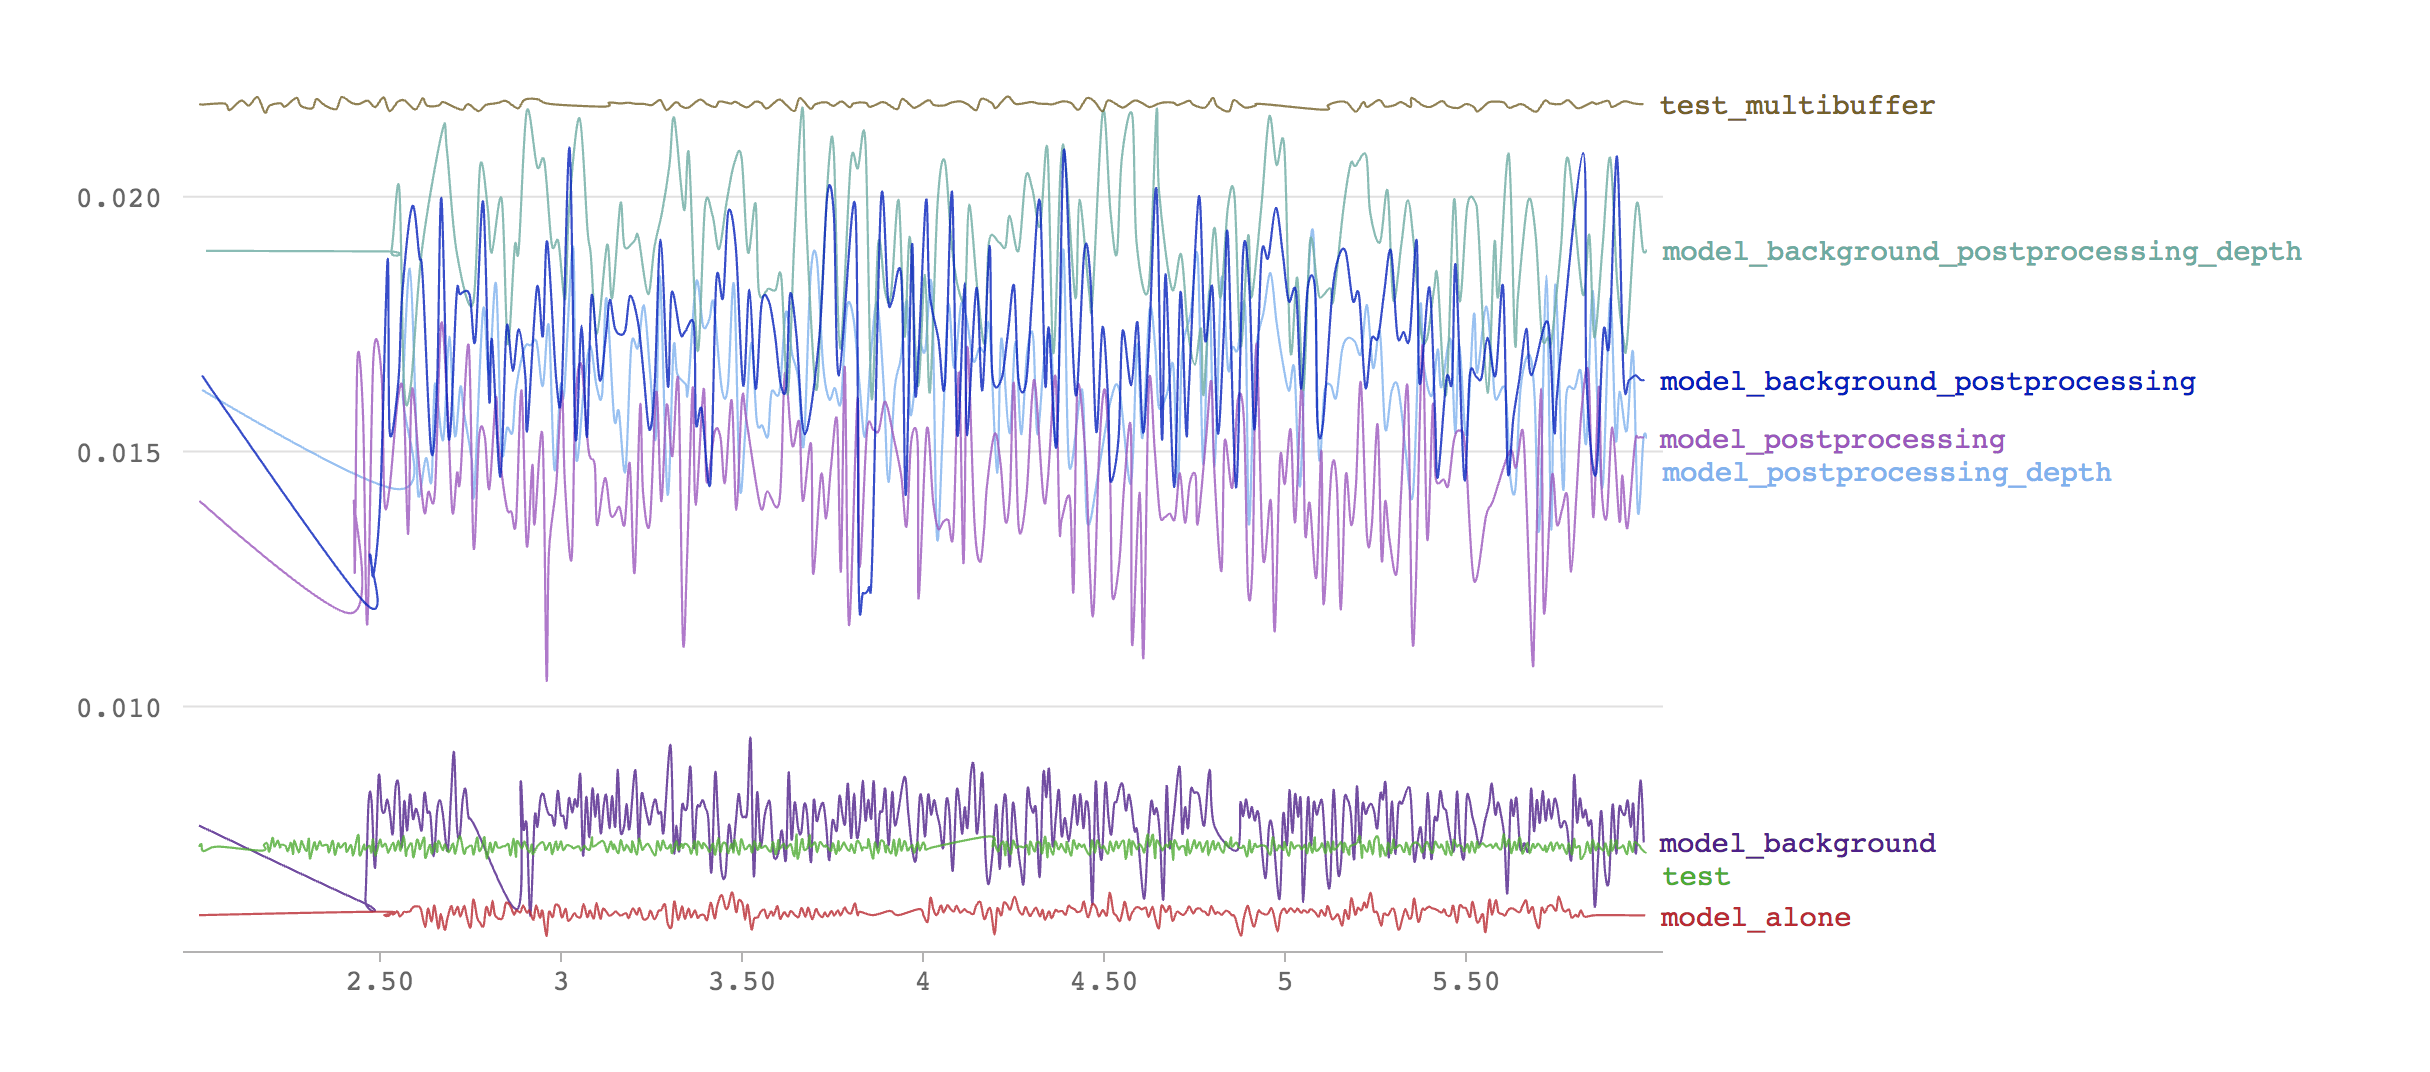 test_multibuffer
0.020
model_background_postprocessing_depth
model_background_postprocessing
model_postprocessing
0.015
model_postprocessing_depth
0.010
model_background
test
model_alone
2.50 3 3.50 4 4.50 5 5.50